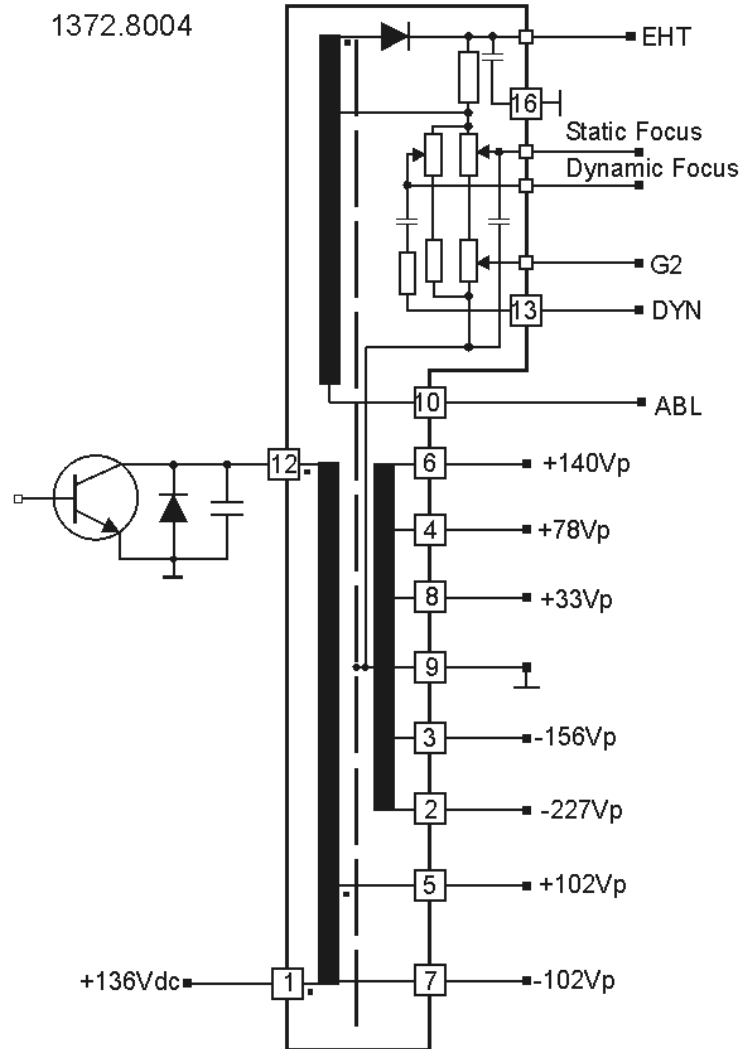 1372.8004
EHT
16
Static Focus
Dynamic Focus
G2
13
DYN
10
ABL
12
6
+140Vp
4
+78Vp
8
+33Vp
9
3
-156Vp
2
-227Vp
5
+102Vp
+136Vdc
1
7
-102Vp